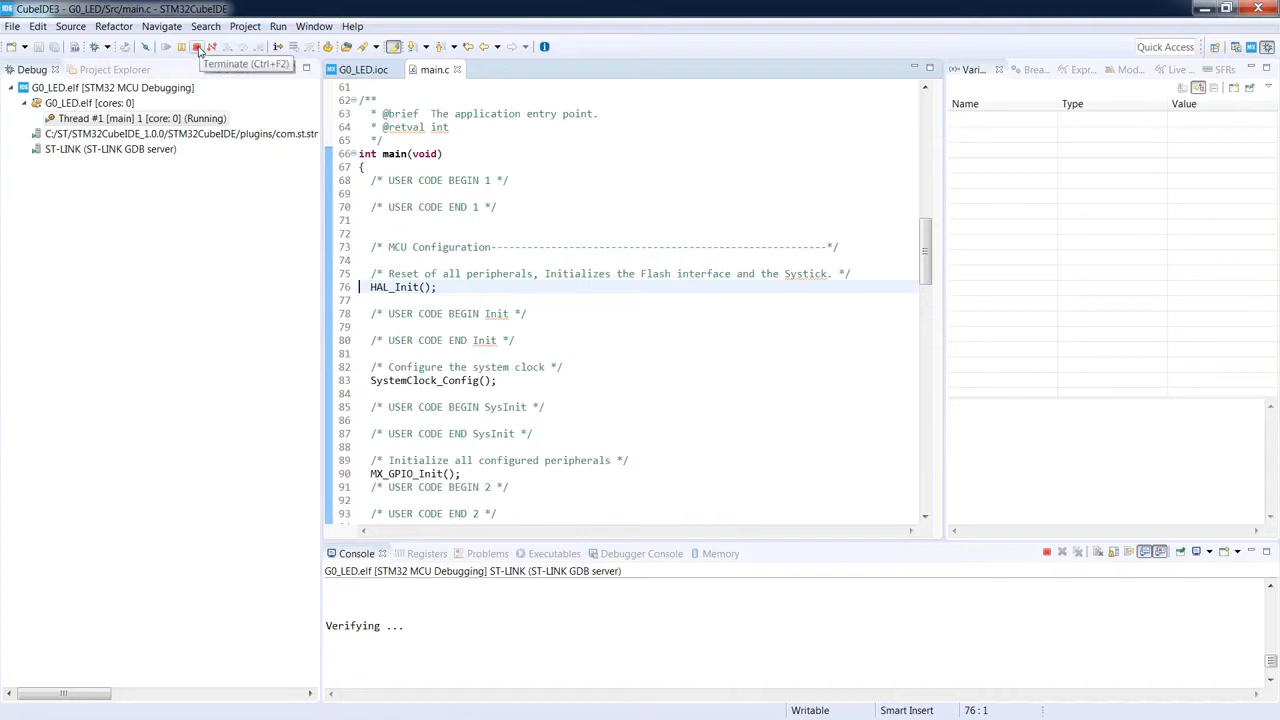 CubeIDE3 - G0_LED/Src/main.c - STM32CubeIDE
File Edit Source Refactor Navigate Search Project Run Window Help
Quick Access
Terminate (Ctrl+F2)
Debug Project Explorer
G0_LED.elf [STM32 MCU Debugging]
G0_LED.elf [cores: 0]
Thread #1 [main] 1 [core: 0] (Running)
C:/ST/STM32CubeIDE_1.0.0/STM32CubeIDE/plugins/com.st.stm
ST-LINK (ST-LINK GDB server)
G0_LED.ioc main.c
61
62 /**
63 * @brief The application entry point.
64 * @retval int
65 */
66 int main(void)
67 {
68 /* USER CODE BEGIN 1 */
69
70 /* USER CODE END 1 */
71
72
73 /* MCU Configuration---------------------------------------------------------*/
74
75 /* Reset of all peripherals, Initializes the Flash interface and the Systick. */
76 HAL_Init();
77
78 /* USER CODE BEGIN Init */
79
80 /* USER CODE END Init */
81
82 /* Configure the system clock */
83 SystemClock_Config();
84
85 /* USER CODE BEGIN SysInit */
86
87 /* USER CODE END SysInit */
88
89 /* Initialize all configured peripherals */
90 MX_GPIO_Init();
91 /* USER CODE BEGIN 2 */
92
93 /* USER CODE END 2 */
Vari... Brea... Expr... Mod... Live ... SFRs
Name Type Value
Console Registers Problems Executables Debugger Console Memory
G0_LED.elf [STM32 MCU Debugging] ST-LINK (ST-LINK GDB server)
Verifying ...
Writable Smart Insert 76 : 1